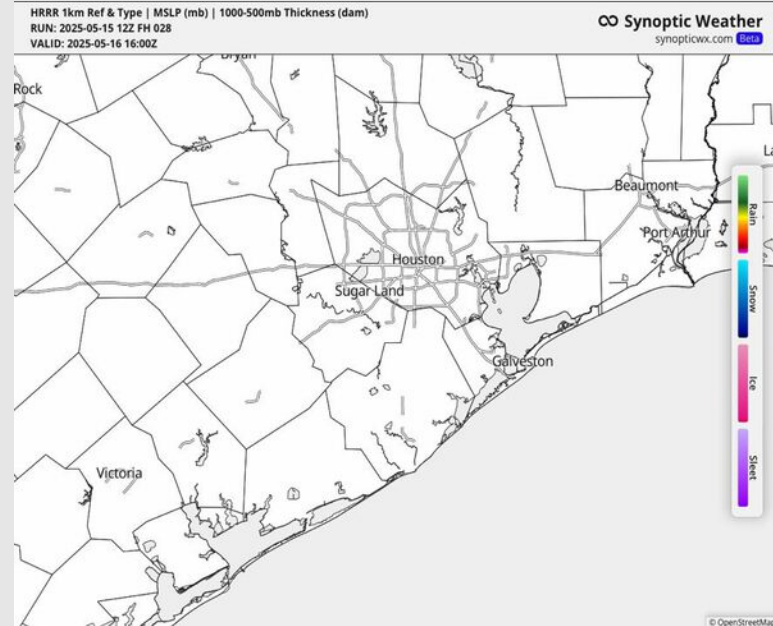 HRRR 1km Ref & Type | MSLP (mb) | 1000-500mb Thickness (dam)
RUN: 2025-05-15 12Z FH 028
VALID: 2025-05-16 16:00Z
Synoptic Weather
synopticwx.com Beta
Bryan
Rock
La
Beaumont
Rain
Port Arthur
Houston
Sugar Land
Snow
Galveston
Ice
Sleet
Victoria
© OpenStreetMap